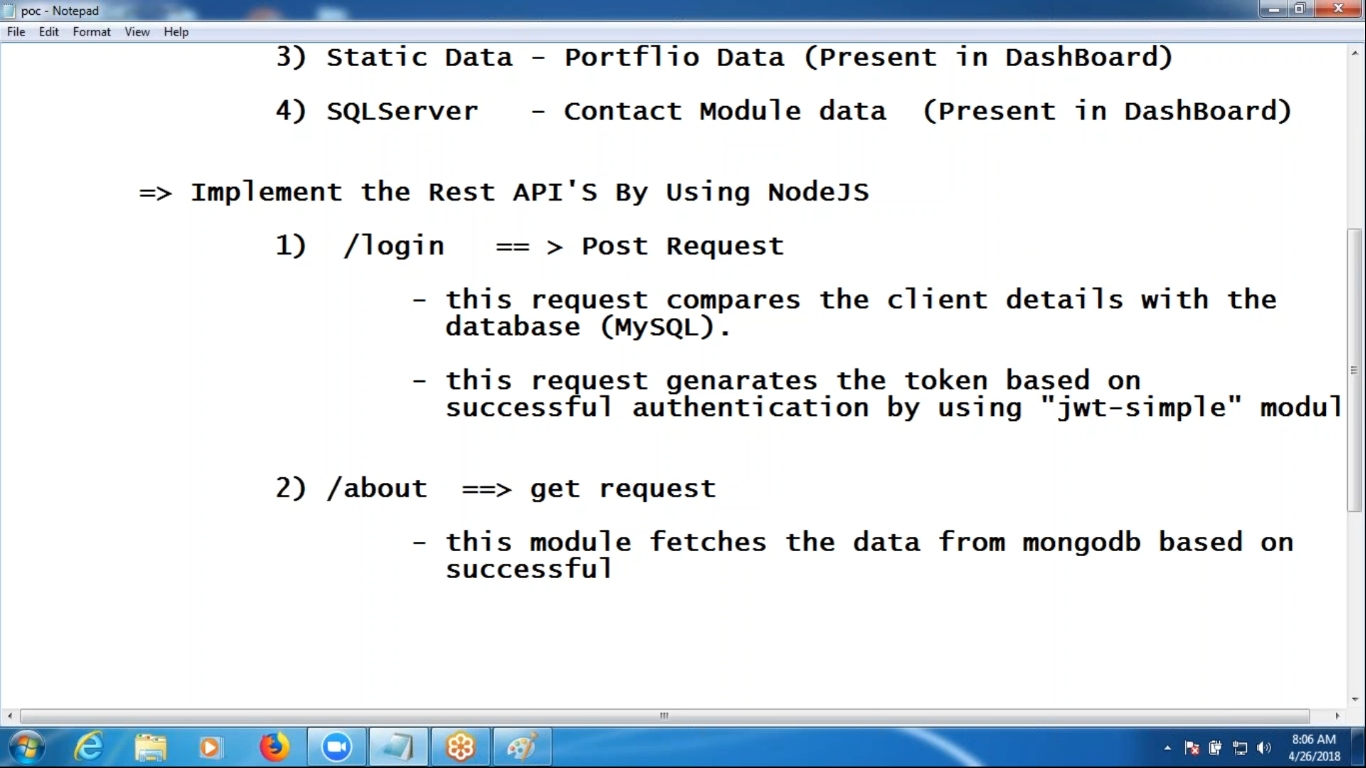 poc - Notepad
File Edit Format View Help
3) Static Data - Portflio Data (Present in DashBoard)
4) SQLServer - Contact Module data (Present in DashBoard)
=> Implement the Rest API'S By Using NodeJS
1) /login == > Post Request
- this request compares the client details with the
database (MySQL).
- this request genarates the token based on
successful authentication by using "jwt-simple" modul
2) /about ==> get request
- this module fetches the data from mongodb based on
successful
8:06 AM
4/26/2018